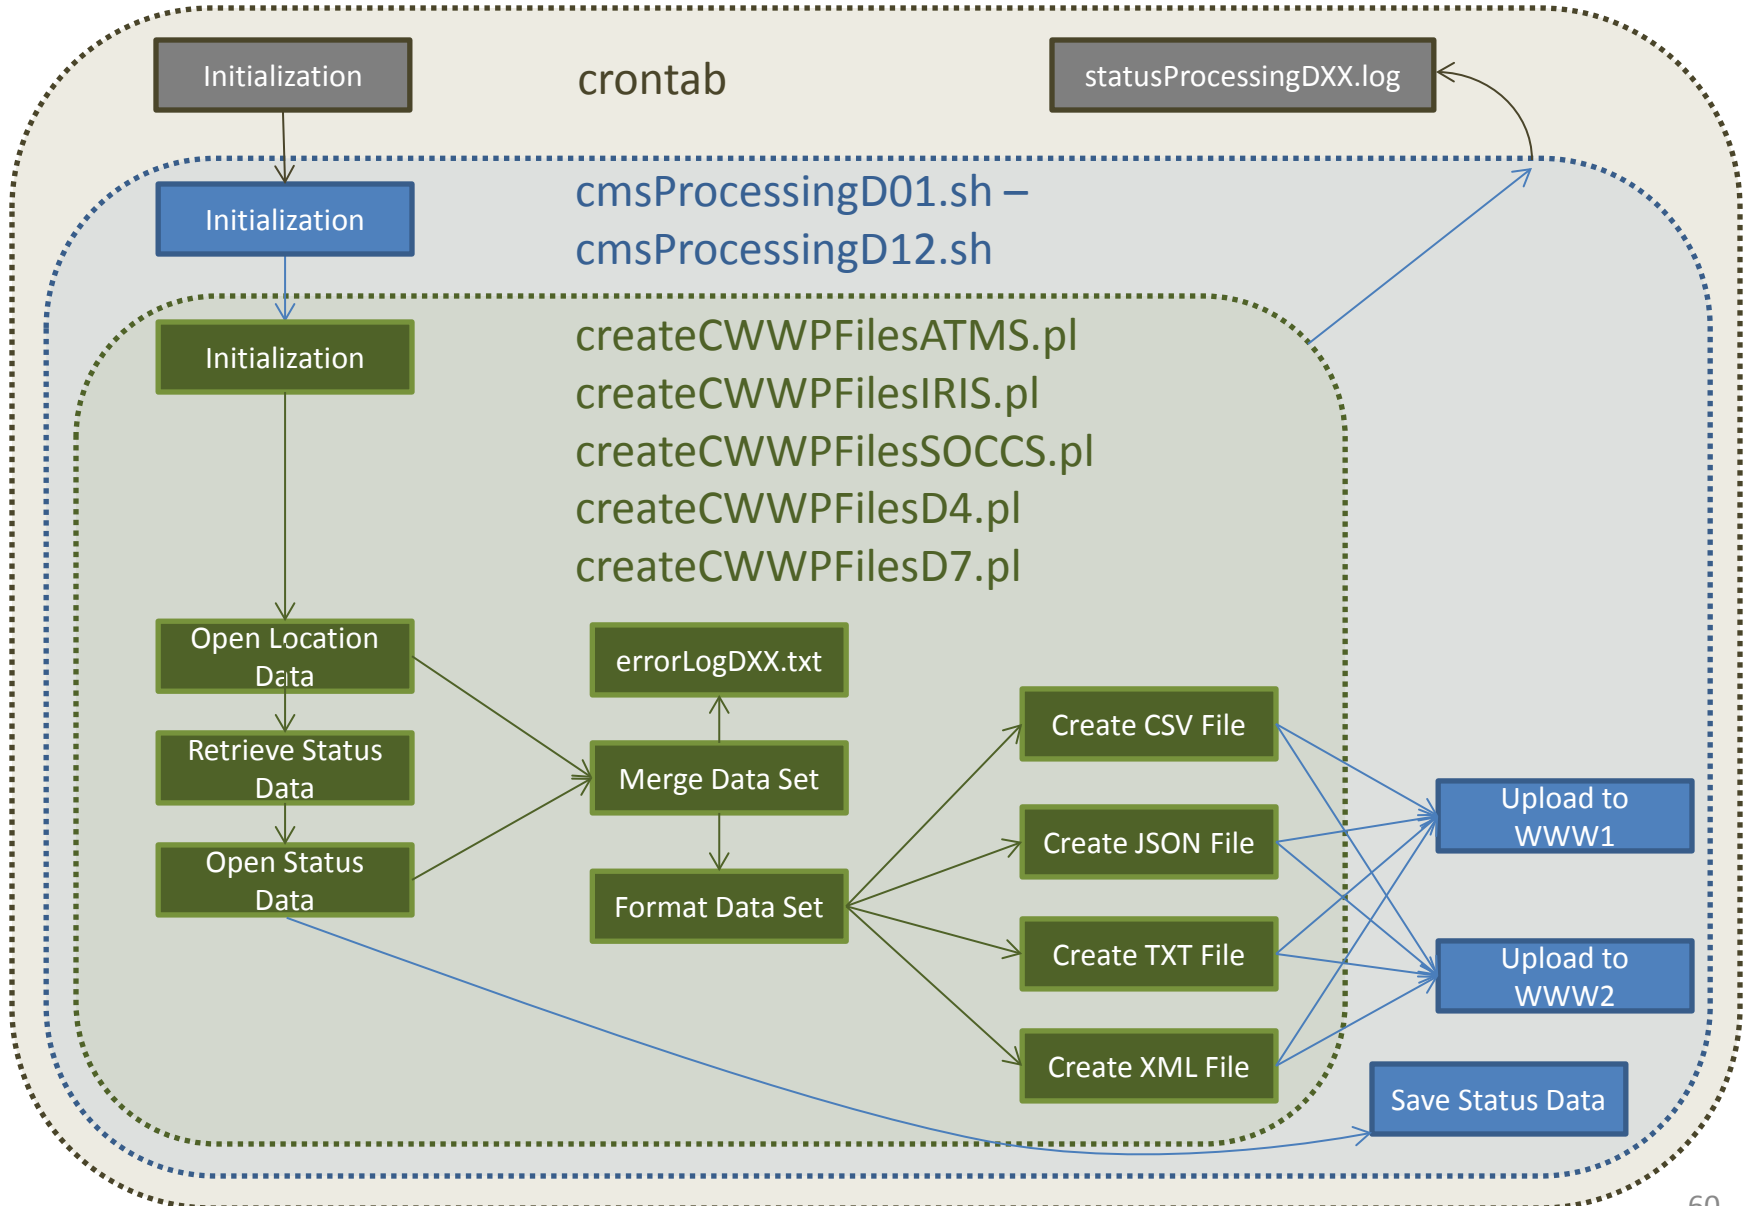 Initialization
crontab
statusProcessingDXX.log
Initialization
cmsProcessingD01.sh –
cmsProcessingD12.sh
Initialization
createCWWPFilesATMS.pl
createCWWPFilesIRIS.pl
createCWWPFilesSOCCS.pl
createCWWPFilesD4.pl
createCWWPFilesD7.pl
Open Location
Data
Retrieve Status
Data
Open Status
Data
errorLogDXX.txt
Merge Data Set
Format Data Set
Create CSV File
Create JSON File
Create TXT File
Create XML File
Upload to
WWW1
Upload to
WWW2
Save Status Data